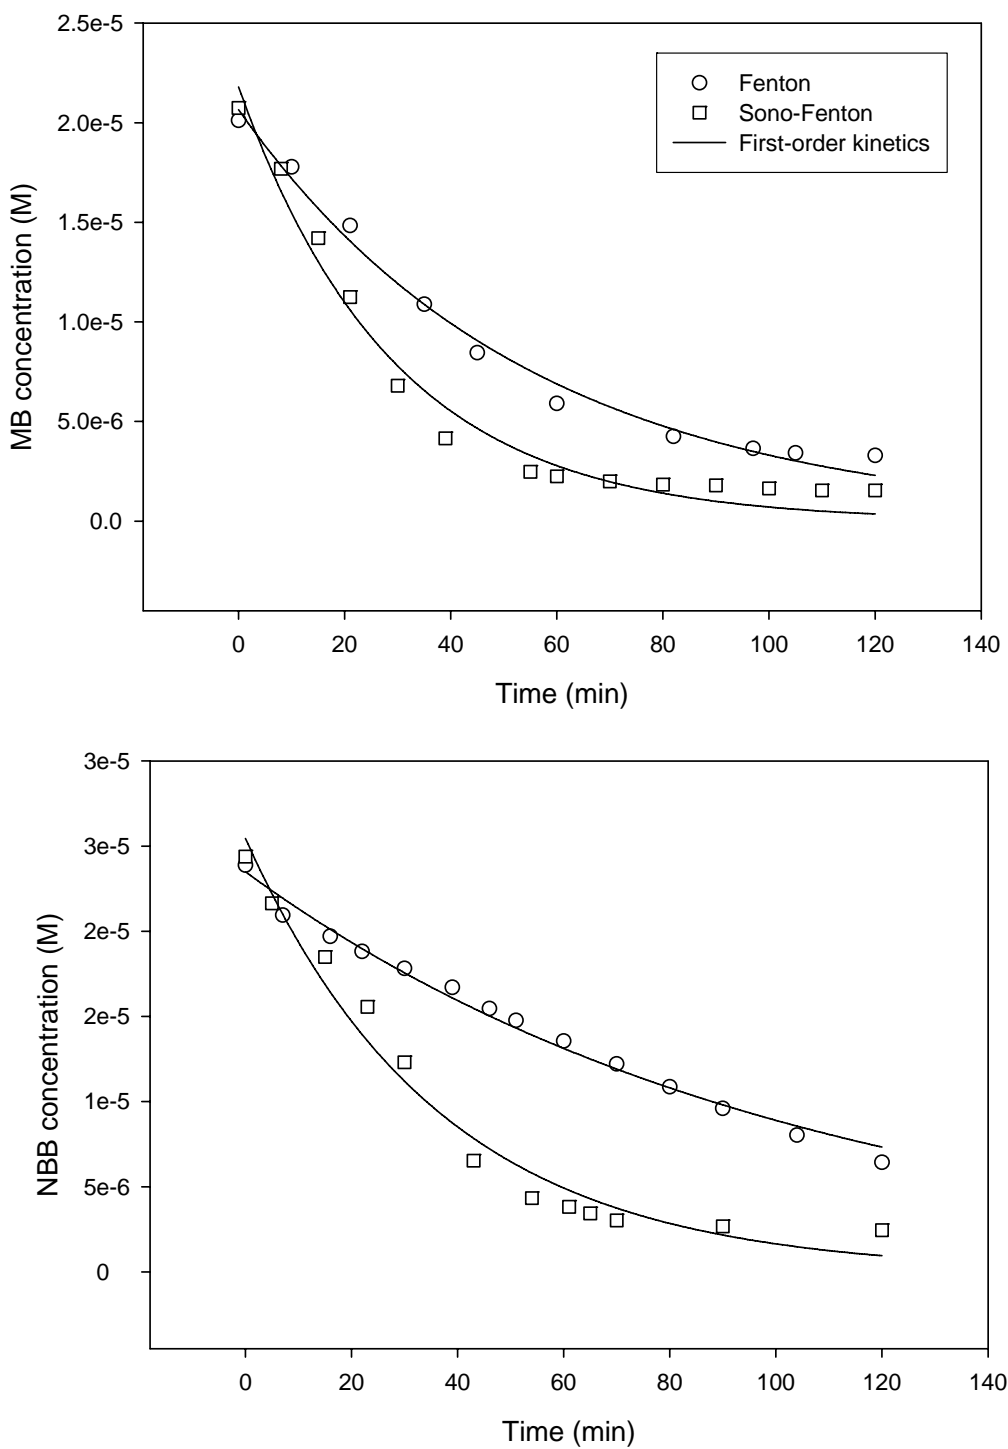 2.5e-5
2.0e-5
1.5e-5
1.0e-5
5.0e-6
0.0
MB concentration (M)
Fenton
Sono-Fenton
First-order kinetics
0 20 40 60 80 100 120 140
Time (min)
3e-5
3e-5
2e-5
2e-5
1e-5
5e-6
0
NBB concentration (M)
0 20 40 60 80 100 120 140
Time (min)